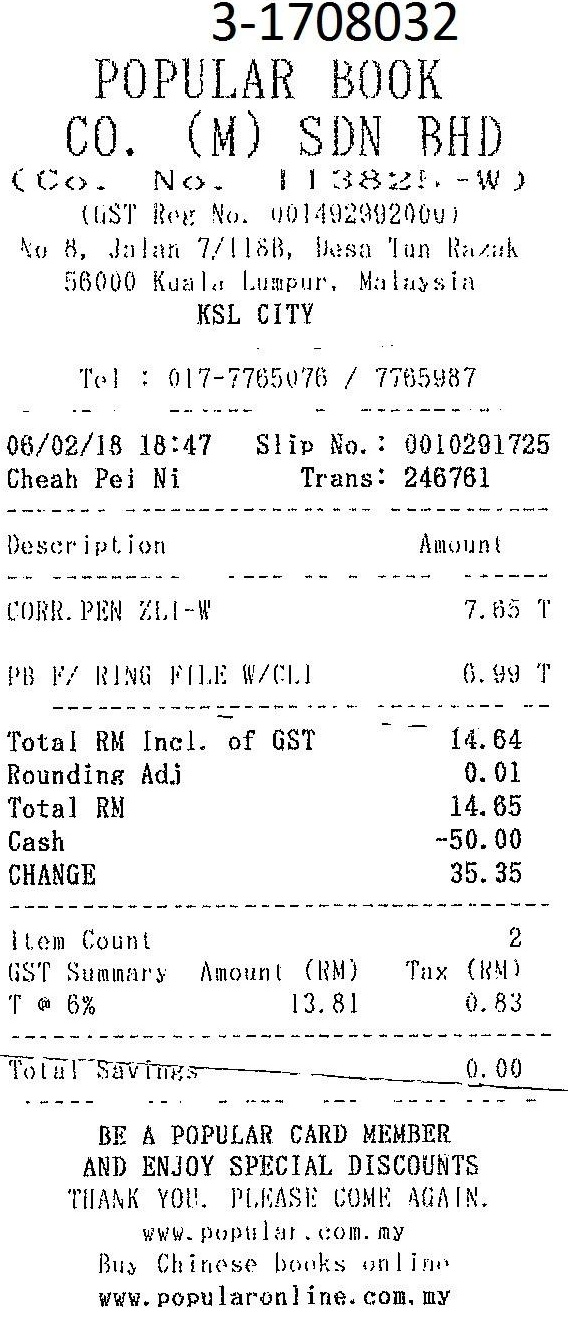 3-1708032
POPULAR BOOK
CO. (M) SDN BHD
(Co. No. 113825-W)
(GST Reg No.
No 8, Jalan 7/118B, Desa Tun Razak
56000 Kuala Lumpur, Malaysia
KSL CITY
Tel : 017-7765076 / 7765987
06/02/18 18:47 Slip No.: 0010291725
Cheah Pei Ni Trans: 246761
Description Amount
CORR.PEN ZL1-W 7.65 T
PB F/ RING FILE W/CLI 6.99 T
Total RM Incl. of GST 14.64
Rounding Adj 0.01
Total RM 14.65
Cash -50.00
CHANGE 35.35
Item Count 2
GST Summary Amount (RM) Tax (RM)
T @ 6% 13.81 0.83
Total Savings 0.00
BE A POPULAR CARD MEMBER
AND ENJOY SPECIAL DISCOUNTS
THANK YOU. PLEASE COME AGAIN.
www.popular.com.my
Buy Chinese books online
www.popularonline.com.my